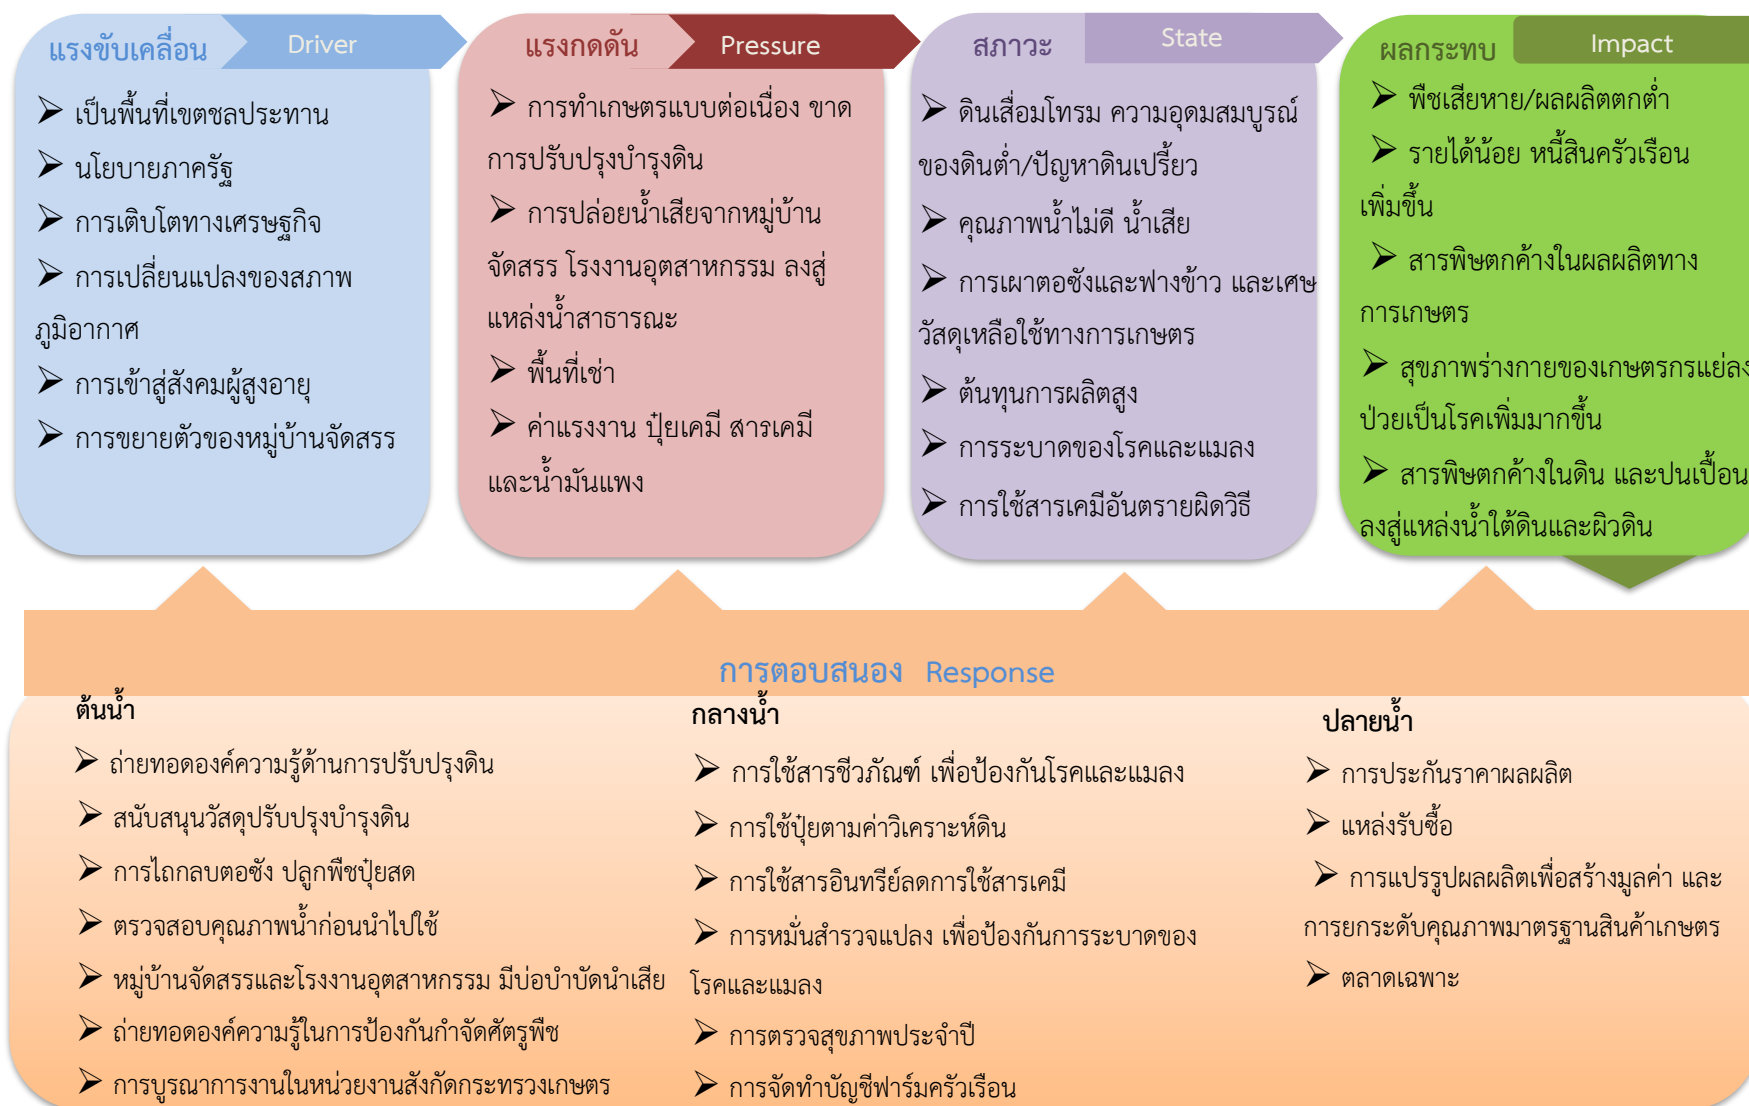 แรงขับเคลื่อน Driver
➢ เป็นพื้นที่เขตชลประทาน
➢ นโยบายภาครัฐ
➢ การเติบโตทางเศรษฐกิจ
➢ การเปลี่ยนแปลงของสภาพ
ภูมิอากาศ
➢ การเข้าสู่สังคมผู้สูงอายุ
➢ การขยายตัวของหมู่บ้านจัดสรร
แรงกดดัน Pressure
➢ การทำเกษตรแบบต่อเนื่อง ขาด
การปรับปรุงบำรุงดิน
➢ การปล่อยน้ำเสียจากหมู่บ้าน
จัดสรร โรงงานอุตสาหกรรม ลงสู่
แหล่งน้ำสาธารณะ
➢ พื้นที่เช่า
➢ ค่าแรงงาน ปุ๋ยเคมี สารเคมี
และน้ำมันแพง
สภาวะ State
➢ ดินเสื่อมโทรม ความอุดมสมบูรณ์
ของดินต่ำ/ปัญหาดินเปรี้ยว
➢ คุณภาพน้ำไม่ดี น้ำเสีย
➢ การเผาตอซังและฟางข้าว และเศษ
วัสดุเหลือใช้ทางการเกษตร
➢ ต้นทุนการผลิตสูง
➢ การระบาดของโรคและแมลง
➢ การใช้สารเคมีอันตรายผิดวิธี
ผลกระทบ Impact
➢ พืชเสียหาย/ผลผลิตตกต่ำ
➢ รายได้น้อย หนี้สินครัวเรือน
เพิ่มขึ้น
➢ สารพิษตกค้างในผลผลิตทาง
การเกษตร
➢ สุขภาพร่างกายของเกษตรกรแย่ลง
ป่วยเป็นโรคเพิ่มมากขึ้น
➢ สารพิษตกค้างในดิน และปนเปื้อน
ลงสู่แหล่งน้ำใต้ดินและผิวดิน
การตอบสนอง Response
ต้นน้ำ
➢ ถ่ายทอดองค์ความรู้ด้านการปรับปรุงดิน
➢ สนับสนุนวัสดุปรับปรุงบำรุงดิน
➢ การไถกลบตอซัง ปลูกพืชปุ๋ยสด
➢ ตรวจสอบคุณภาพน้ำก่อนนำไปใช้
➢ หมู่บ้านจัดสรรและโรงงานอุตสาหกรรม มีบ่อบำบัดนำเสีย
➢ ถ่ายทอดองค์ความรู้ในการป้องกันกำจัดศัตรูพืช
➢ การบูรณาการงานในหน่วยงานสังกัดกระทรวงเกษตร
กลางน้ำ
➢ การใช้สารชีวภัณฑ์ เพื่อป้องกันโรคและแมลง
➢ การใช้ปุ๋ยตามค่าวิเคราะห์ดิน
➢ การใช้สารอินทรีย์ลดการใช้สารเคมี
➢ การหมั่นสำรวจแปลง เพื่อป้องกันการระบาดของ
โรคและแมลง
➢ การตรวจสุขภาพประจำปี
➢ การจัดทำบัญชีฟาร์มครัวเรือน
ปลายน้ำ
➢ การประกันราคาผลผลิต
➢ แหล่งรับซื้อ
➢ การแปรรูปผลผลิตเพื่อสร้างมูลค่า และ
การยกระดับคุณภาพมาตรฐานสินค้าเกษตร
➢ ตลาดเฉพาะ